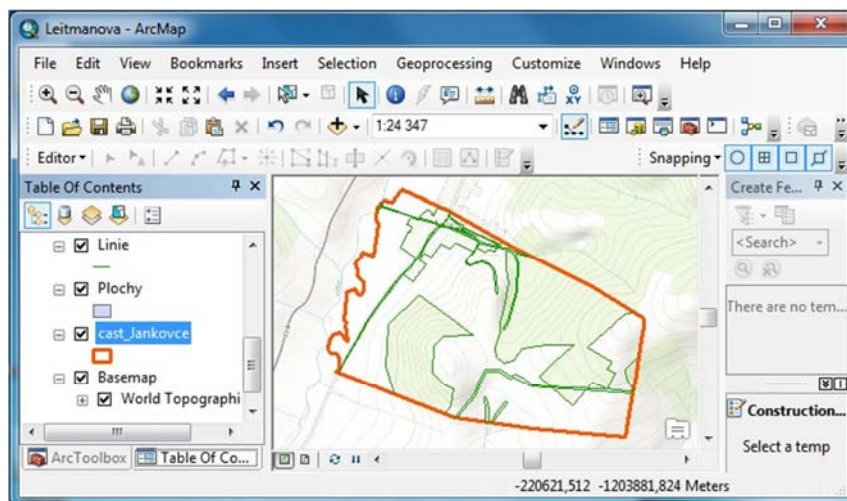 Leitmanova - ArcMap
File Edit View Bookmarks Insert Selection Geoprocessing Customize Windows Help
1:24 347
Editor Snapping
Table Of Contents
Create Fe...
Linie
Plochy
cast_Jankovce
Basemap
World Topographi
<Search>
There are no tem...
Construction...
Select a temp
ArcToolbox Table Of Co...
-220621,512 -1203881,824 Meters